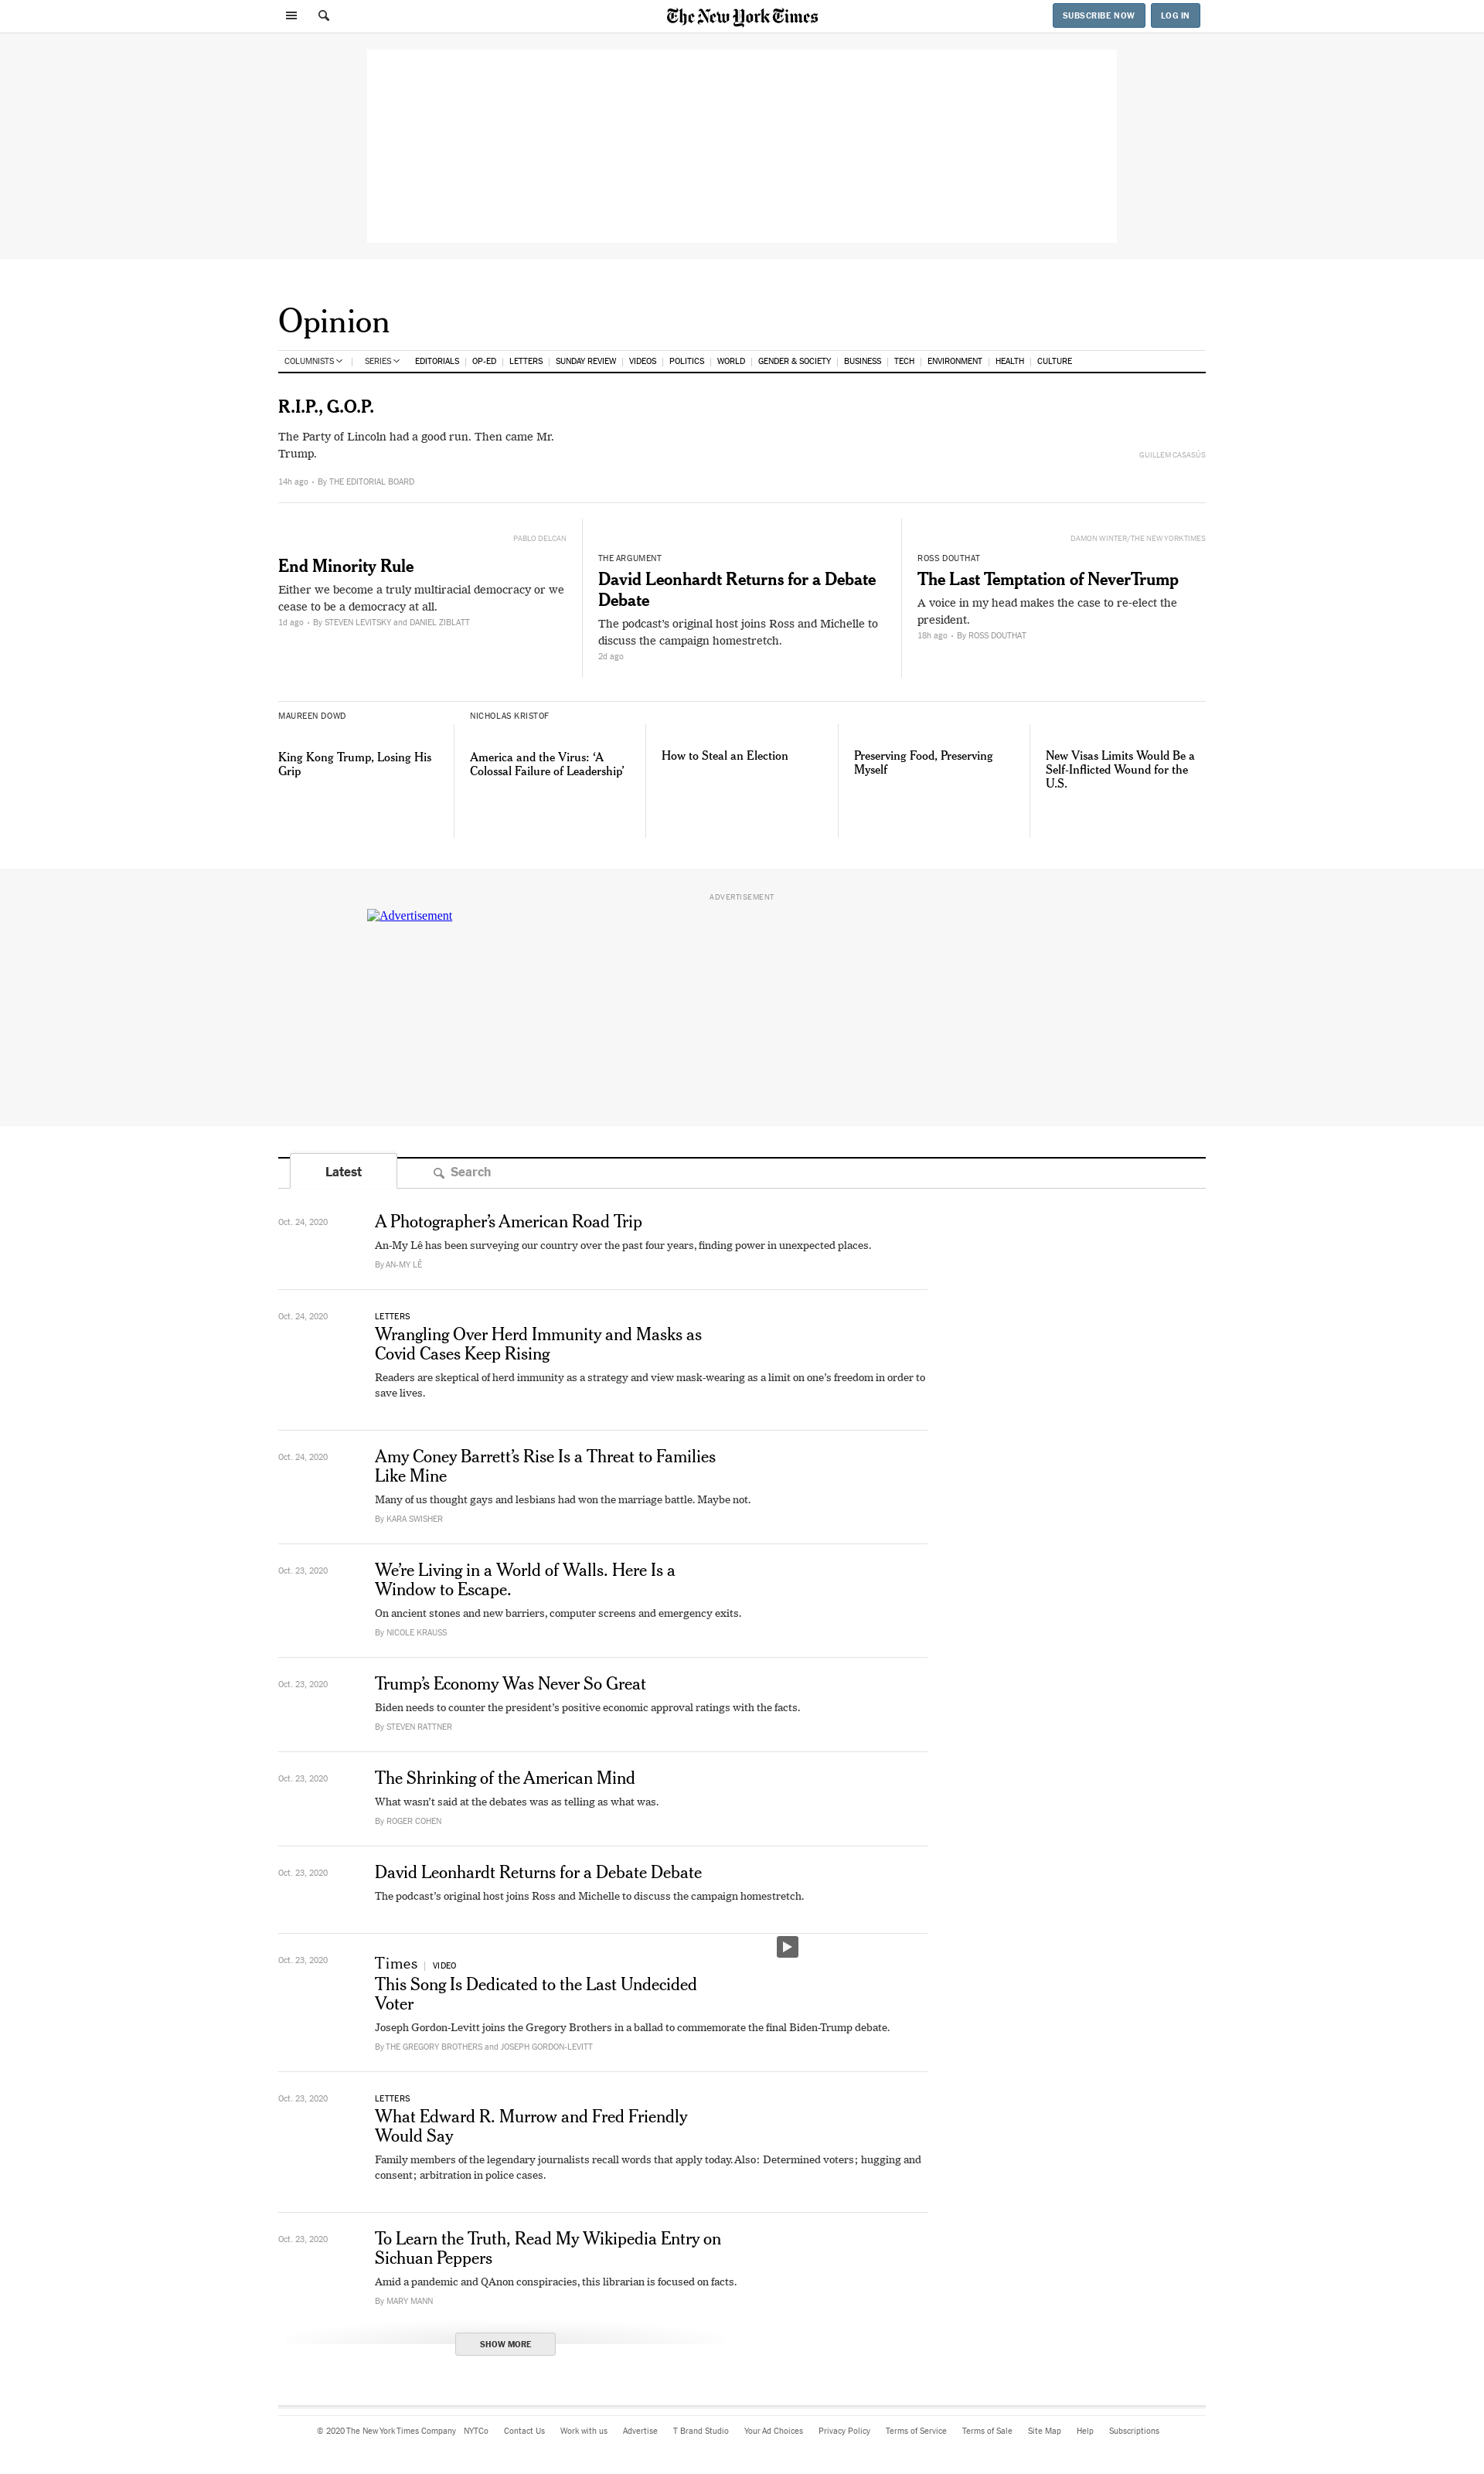 The New York Times
SUBSCRIBE NOW
LOG IN
Opinion
COLUMNISTS
SERIES
EDITORIALS
OP-ED
LETTERS
SUNDAY REVIEW
VIDEOS
POLITICS
WORLD
GENDER & SOCIETY
BUSINESS
TECH
ENVIRONMENT
HEALTH
CULTURE
R.I.P., G.O.P.
The Party of Lincoln had a good run. Then came Mr.
Trump.
GUILLEM CASASÚS
14h ago • By THE EDITORIAL BOARD
PABLO DELCAN
End Minority Rule
Either we become a truly multiracial democracy or we
cease to be a democracy at all.
1d ago • By STEVEN LEVITSKY and DANIEL ZIBLATT
THE ARGUMENT
David Leonhardt Returns for a Debate
Debate
The podcast’s original host joins Ross and Michelle to
discuss the campaign homestretch.
2d ago
DAMON WINTER/THE NEW YORK TIMES
ROSS DOUTHAT
The Last Temptation of NeverTrump
A voice in my head makes the case to re-elect the
president.
18h ago • By ROSS DOUTHAT
MAUREEN DOWD
King Kong Trump, Losing His
Grip
NICHOLAS KRISTOF
America and the Virus: ‘A
Colossal Failure of Leadership’
How to Steal an Election
Preserving Food, Preserving
Myself
New Visas Limits Would Be a
Self-Inflicted Wound for the
U.S.
ADVERTISEMENT
Advertisement
Latest
Search
Oct. 24, 2020
A Photographer’s American Road Trip
An-My Lê has been surveying our country over the past four years, finding power in unexpected places.
By AN-MY LÊ
Oct. 24, 2020
LETTERS
Wrangling Over Herd Immunity and Masks as
Covid Cases Keep Rising
Readers are skeptical of herd immunity as a strategy and view mask-wearing as a limit on one’s freedom in order to
save lives.
Oct. 24, 2020
Amy Coney Barrett’s Rise Is a Threat to Families
Like Mine
Many of us thought gays and lesbians had won the marriage battle. Maybe not.
By KARA SWISHER
Oct. 23, 2020
We’re Living in a World of Walls. Here Is a
Window to Escape.
On ancient stones and new barriers, computer screens and emergency exits.
By NICOLE KRAUSS
Oct. 23, 2020
Trump’s Economy Was Never So Great
Biden needs to counter the president’s positive economic approval ratings with the facts.
By STEVEN RATTNER
Oct. 23, 2020
The Shrinking of the American Mind
What wasn’t said at the debates was as telling as what was.
By ROGER COHEN
Oct. 23, 2020
David Leonhardt Returns for a Debate Debate
The podcast’s original host joins Ross and Michelle to discuss the campaign homestretch.
Oct. 23, 2020
Times | VIDEO
This Song Is Dedicated to the Last Undecided
Voter
Joseph Gordon-Levitt joins the Gregory Brothers in a ballad to commemorate the final Biden-Trump debate.
By THE GREGORY BROTHERS and JOSEPH GORDON-LEVITT
Oct. 23, 2020
LETTERS
What Edward R. Murrow and Fred Friendly
Would Say
Family members of the legendary journalists recall words that apply today. Also: Determined voters; hugging and
consent; arbitration in police cases.
Oct. 23, 2020
To Learn the Truth, Read My Wikipedia Entry on
Sichuan Peppers
Amid a pandemic and QAnon conspiracies, this librarian is focused on facts.
By MARY MANN
SHOW MORE
© 2020 The New York Times Company
NYTCo
Contact Us
Work with us
Advertise
T Brand Studio
Your Ad Choices
Privacy Policy
Terms of Service
Terms of Sale
Site Map
Help
Subscriptions